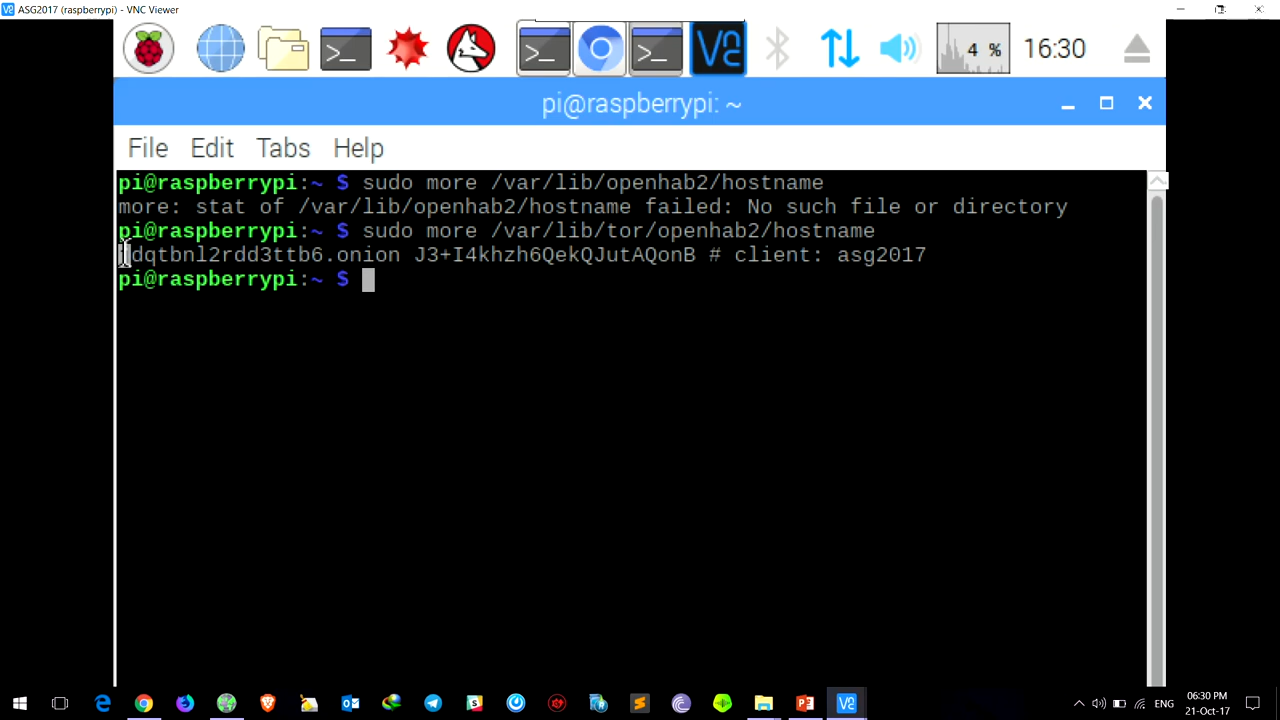 ASG2017 (raspberrypi) - VNC Viewer
4 %
16:30
pi@raspberrypi: ~
File Edit Tabs Help
pi@raspberrypi:~ $ sudo more /var/lib/openhab2/hostname
more: stat of /var/lib/openhab2/hostname failed: No such file or directory
pi@raspberrypi:~ $ sudo more /var/lib/tor/openhab2/hostname
dqtbnl2rdd3ttb6.onion J3+I4khzh6QekQJutAQonB # client: asg2017
pi@raspberrypi:~ $
ENG
06:30 PM
21-Oct-17